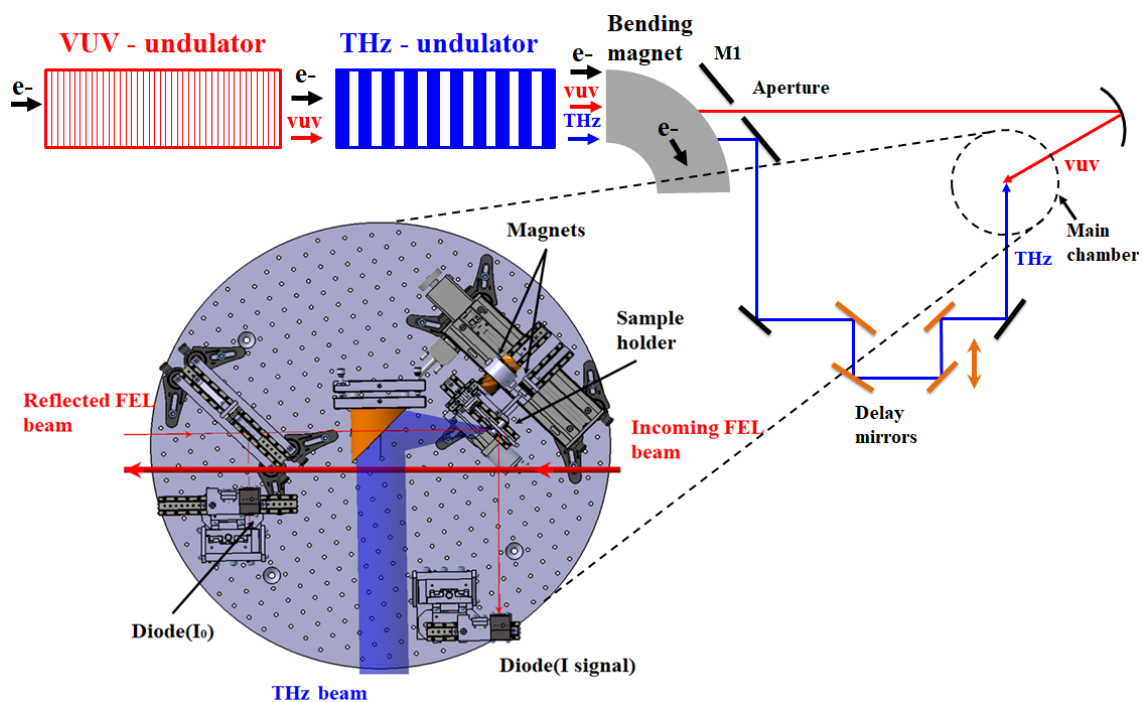 VUV - undulator
THz - undulator
Bending
magnet
M1
Aperture
e-
e-
vuv
e-
vuv
THz
e-
vuv
Main
chamber
THz
Magnets
Sample
holder
Delay
mirrors
Reflected FEL
beam
Incoming FEL
beam
Diode(I₀)
Diode(I signal)
THz beam